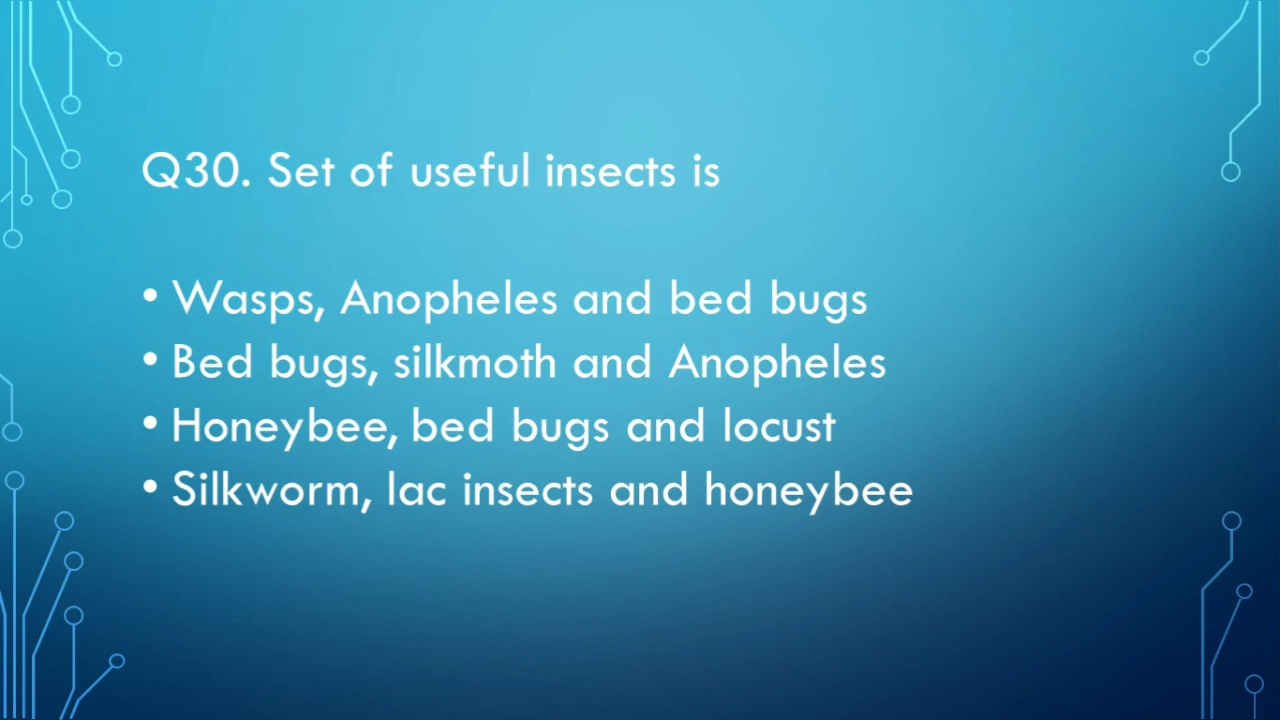 Q30. Set of useful insects is
• Wasps, Anopheles and bed bugs
• Bed bugs, silkmoth and Anopheles
• Honeybee, bed bugs and locust
• Silkworm, lac insects and honeybee